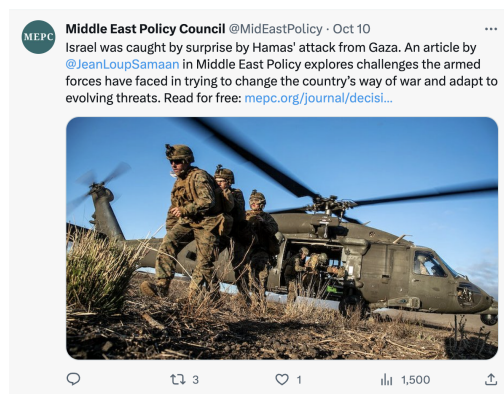 MEPC
Middle East Policy Council @MidEastPolicy · Oct 10
Israel was caught by surprise by Hamas' attack from Gaza. An article by
@JeanLoupSamaan in Middle East Policy explores challenges the armed
forces have faced in trying to change the country's way of war and adapt to
evolving threats. Read for free: mepc.org/journal/decisi...
3
1
1,500